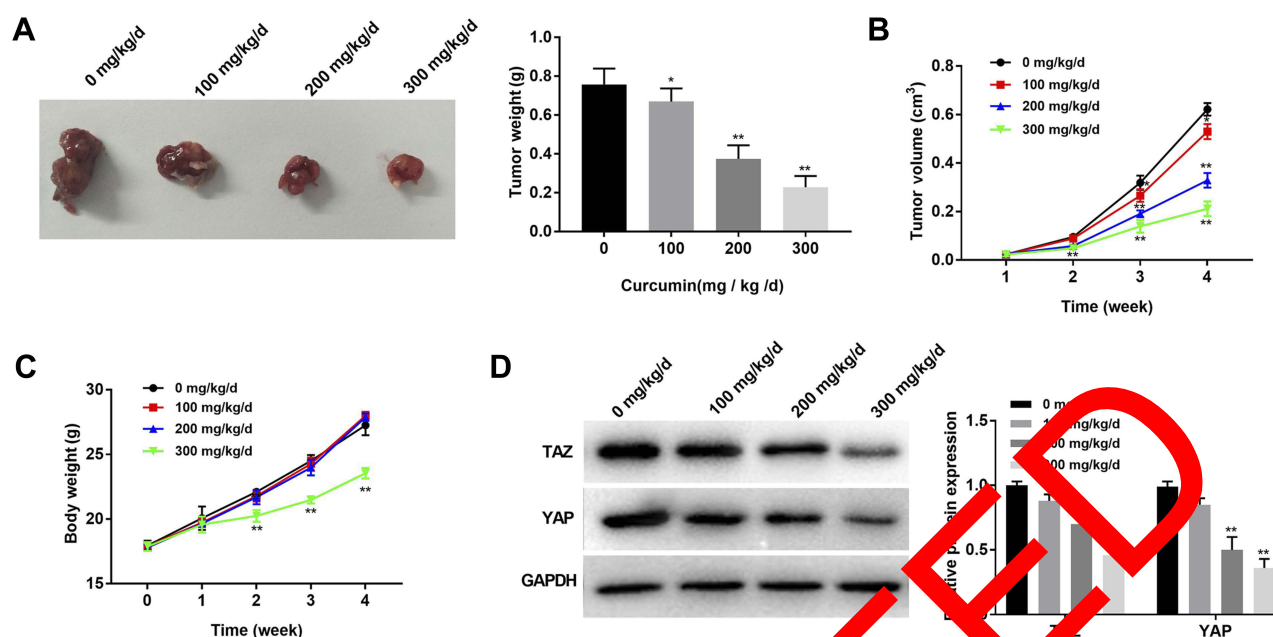 A
0 mg/kg/d
100 mg/kg/d
200 mg/kg/d
300 mg/kg/d
Tumor weight (g)
1.0
0.8
0.6
0.4
0.2
0.0
*
**
**
0 100 200 300
Curcumin(mg / kg /d)
B
0 mg/kg/d
100 mg/kg/d
200 mg/kg/d
300 mg/kg/d
Tumor volume (cm3)
0.8
0.6
0.4
0.2
0.0
*
*
**
**
**
**
**
1 2 3 4
Time (week)
C
0 mg/kg/d
100 mg/kg/d
200 mg/kg/d
300 mg/kg/d
Body weight (g)
30
25
20
15
**
**
**
0 1 2 3 4
Time (week)
D
0 mg/kg/d
100 mg/kg/d
200 mg/kg/d
300 mg/kg/d
TAZ
YAP
GAPDH
expression
1.5
1.0
0.5
**
**
YAP